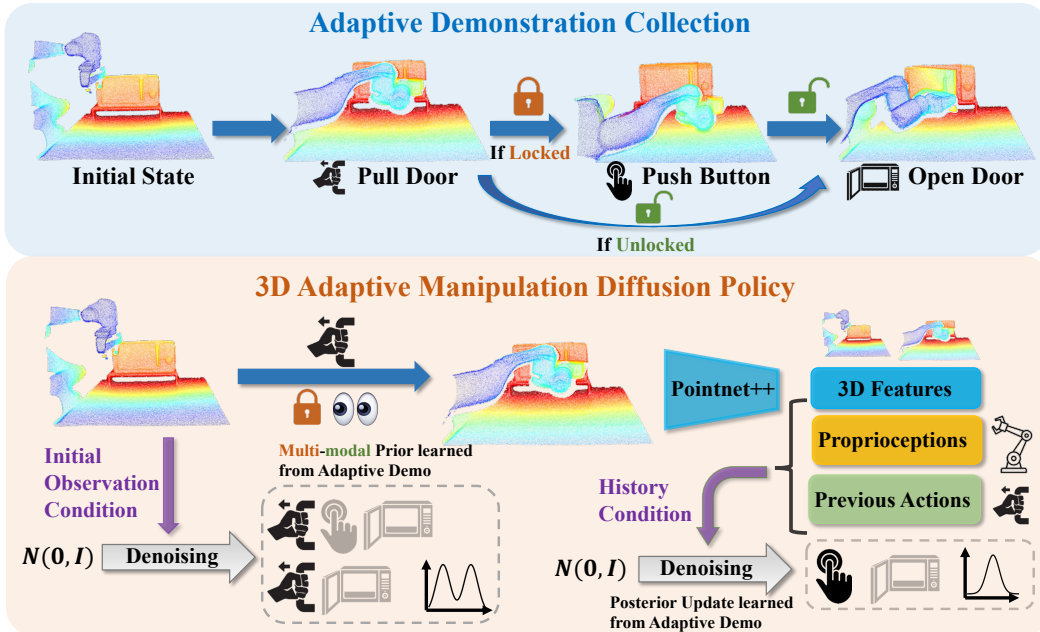 Adaptive Demonstration Collection
If Locked
Initial State
Pull Door
Push Button
Open Door
If Unlocked
3D Adaptive Manipulation Diffusion Policy
Pointnet++
3D Features
Proprioceptions
Previous Actions
Multi-modal Prior learned
from Adaptive Demo
Initial
Observation
Condition
History
Condition
N(0, I)
Denoising
N(0, I)
Denoising
Posterior Update learned
from Adaptive Demo